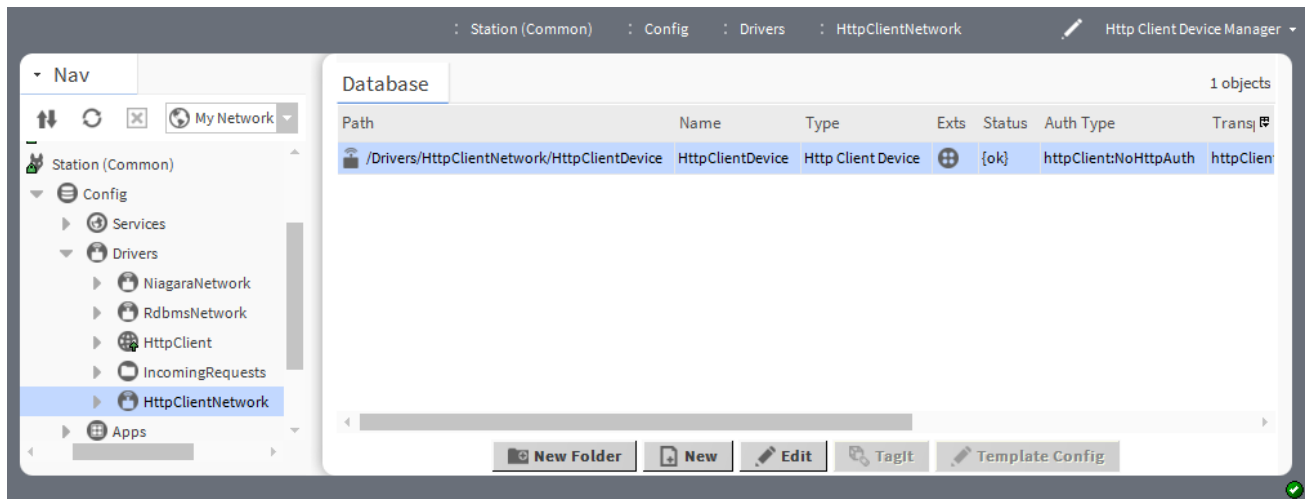 : Station (Common) : Config : Drivers : HttpClientNetwork Http Client Device Manager
Nav
My Network
Station (Common)
Config
Services
Drivers
NiagaraNetwork
RdbmsNetwork
HttpClient
IncomingRequests
HttpClientNetwork
Apps
Database 1 objects
Path Name Type Exts Status Auth Type Transp
/Drivers/HttpClientNetwork/HttpClientDevice HttpClientDevice Http Client Device {ok} httpClient:NoHttpAuth httpClien
New Folder New Edit TagIt Template Config